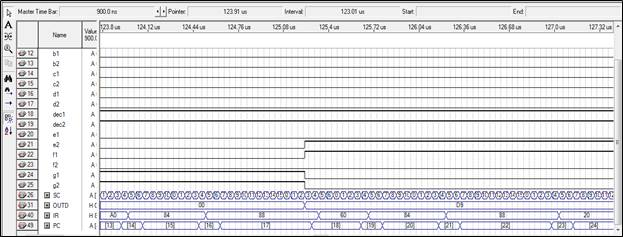 Master Time Bar: 900.0 ns Pointer: 123.91 us Interval: 123.01 us Start: End:
Name Value 900.0 123.8 us 124.12 us 124.44 us 124.76 us 125.08 us 125.4 us 125.72 us 126.04 us 126.36 us 126.68 us 127.0 us 127.32 us
12 b1 A
13 b2 A
14 c1 A
15 c2 A
16 d1 A
17 d2 A
18 dec1 A
19 dec2 A
20 e1 A
21 e2 A
22 f1 A
23 f2 A
24 g1 A
25 g2 A
26 SC A [
31 OUTD H 00 D9
40 IR H A0 84 88 60 84 88 20
49 PC A [ [13] [14] [15] [16] [17] [18] [19] [20] [21] [22] [23] [24]